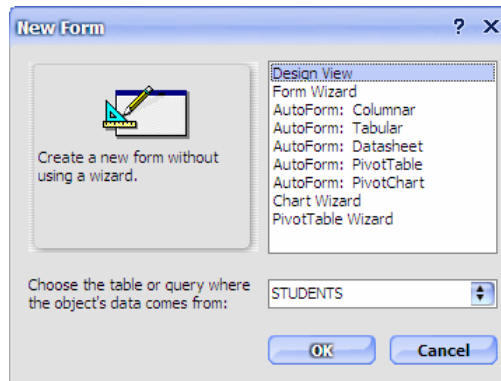 New Form
? X
Design View
Form Wizard
AutoForm: Columnar
AutoForm: Tabular
AutoForm: Datasheet
AutoForm: PivotTable
AutoForm: PivotChart
Chart Wizard
PivotTable Wizard
Create a new form without
using a wizard.
Choose the table or query where
the object's data comes from:
STUDENTS
OK
Cancel